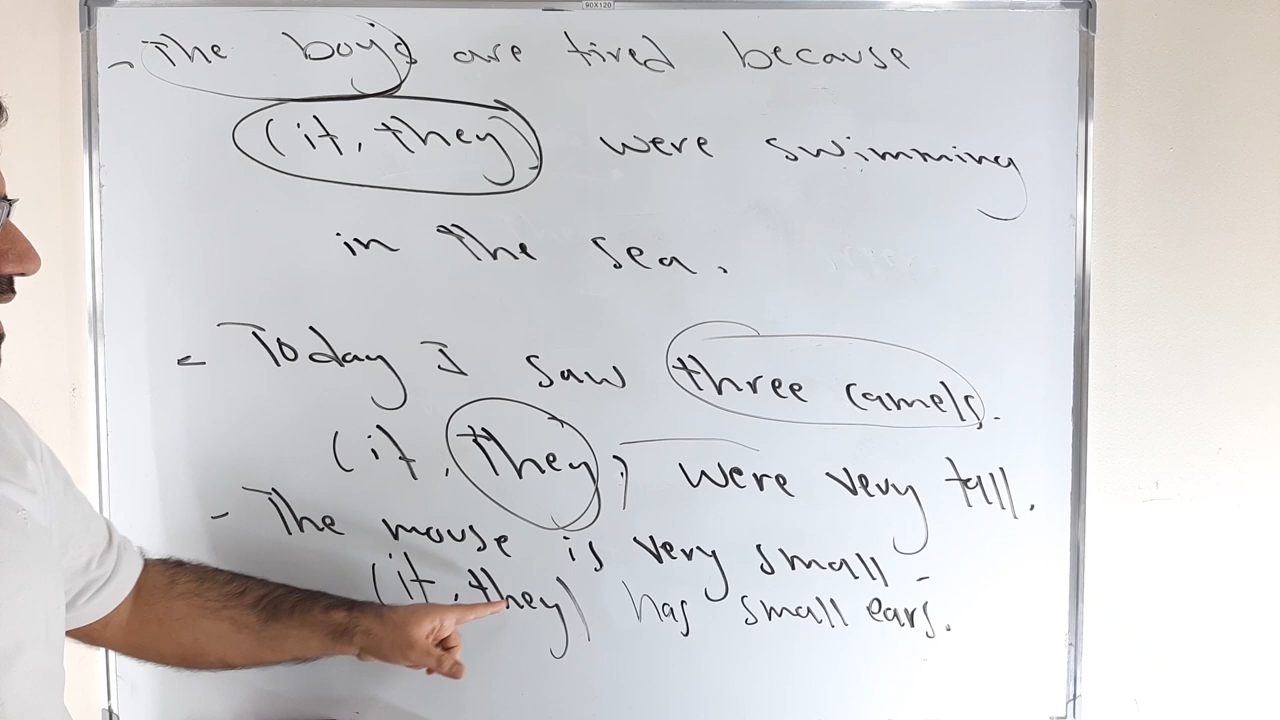 90X120
- The boys are tired because
(it, they) were swimming
in the sea.
- Today I saw three camels.
(it, they) were very tall.
- The mouse is very small -
(it, they) has small ears.